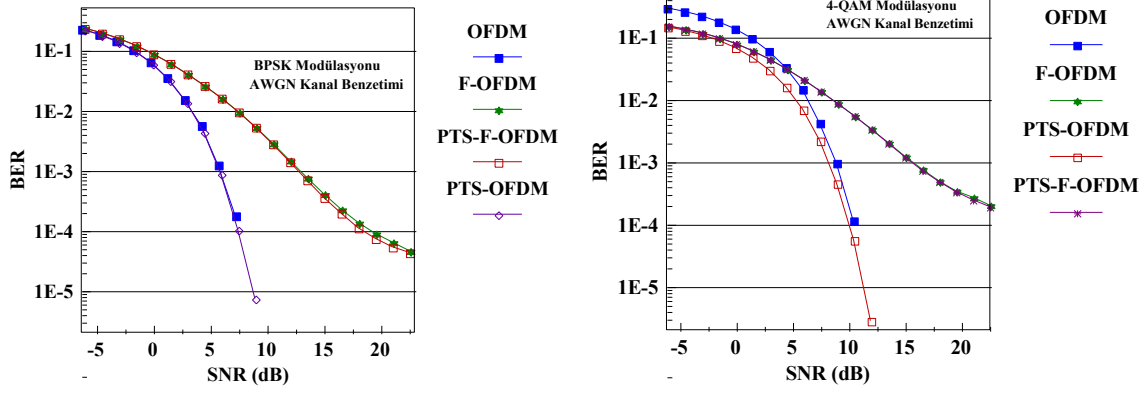 BER
1E-1
1E-2
1E-3
1E-4
1E-5
BPSK Modülasyonu
AWGN Kanal Benzetimi
-5 0 5 10 15 20
SNR (dB)
OFDM
F-OFDM
PTS-F-OFDM
PTS-OFDM
BER
1E-1
1E-2
1E-3
1E-4
1E-5
4-QAM Modülasyonu
AWGN Kanal Benzetimi
-5 0 5 10 15 20
SNR (dB)
OFDM
F-OFDM
PTS-OFDM
PTS-F-OFDM